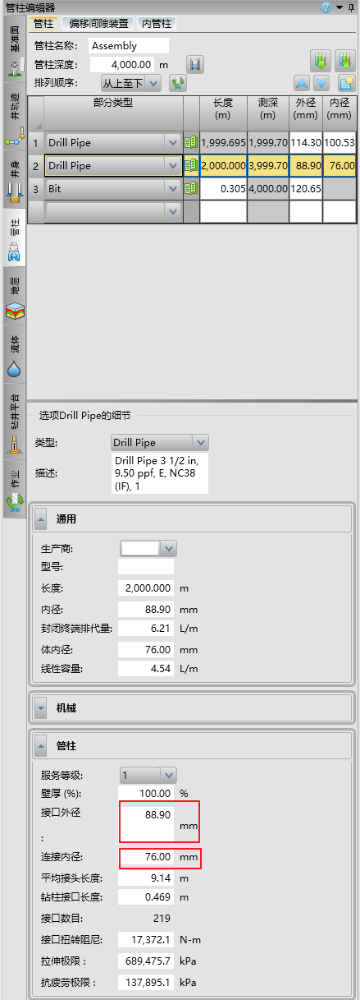 管柱编辑器
基准面
井轨迹
井身
管柱
地层
流体
钻井平台
作业
管柱 偏移间隙装置 内管柱
管柱名称: Assembly
管柱深度: 4,000.00 m
排列顺序: 从上至下
部分类型 长度 (m) 测深 (m) 外径 (mm) 内径 (mm)
1 Drill Pipe 1,999.695 1,999.70 114.30 100.53
2 Drill Pipe 2,000.000 3,999.70 88.90 76.00
3 Bit 0.305 4,000.00 120.65
选项Drill Pipe的细节
类型: Drill Pipe
描述: Drill Pipe 3 1/2 in,
9.50 ppf, E, NC38
(IF), 1
通用
生产商:
型号:
长度: 2,000.000 m
内径: 88.90 mm
封闭终端排代量: 6.21 L/m
体内径: 76.00 mm
线性容量: 4.54 L/m
机械
管柱
服务等级: 1
壁厚 (%): 100.00 %
接口外径 88.90 mm
:
连接内径: 76.00 mm
平均接头长度: 9.14 m
钻柱接口长度: 0.469 m
接口数目: 219
接口扭转阻尼: 17,372.1 N-m
拉伸极限 : 689,475.7 kPa
抗疲劳极限 : 137,895.1 kPa